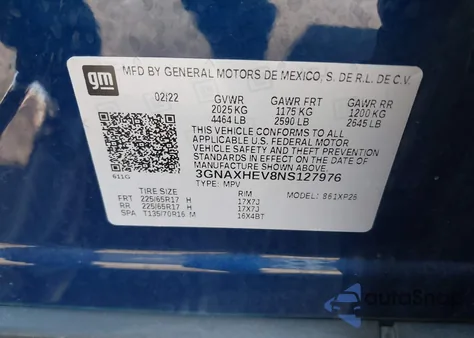 gm
MFD BY GENERAL MOTORS DE MEXICO, S. DE R.L. DE C.V.
02/22 GVWR GAWR FRT GAWR RR
2025 KG 1175 KG 1200 KG
4464 LB 2590 LB 2645 LB
THIS VEHICLE CONFORMS TO ALL
APPLICABLE U.S. FEDERAL MOTOR
VEHICLE SAFETY AND THEFT PREVENTION
STANDARDS IN EFFECT ON THE DATE OF
MANUFACTURE SHOWN ABOVE.
611G 3GNAXHEV8NS127976
TYPE: MPV
TIRE SIZE RIM MODEL: 851XP26
FRT 225/65R17 H 17X7J
RR 225/65R17 H 17X7J
SPA T135/70R16 M 16X4BT
AutoSnap